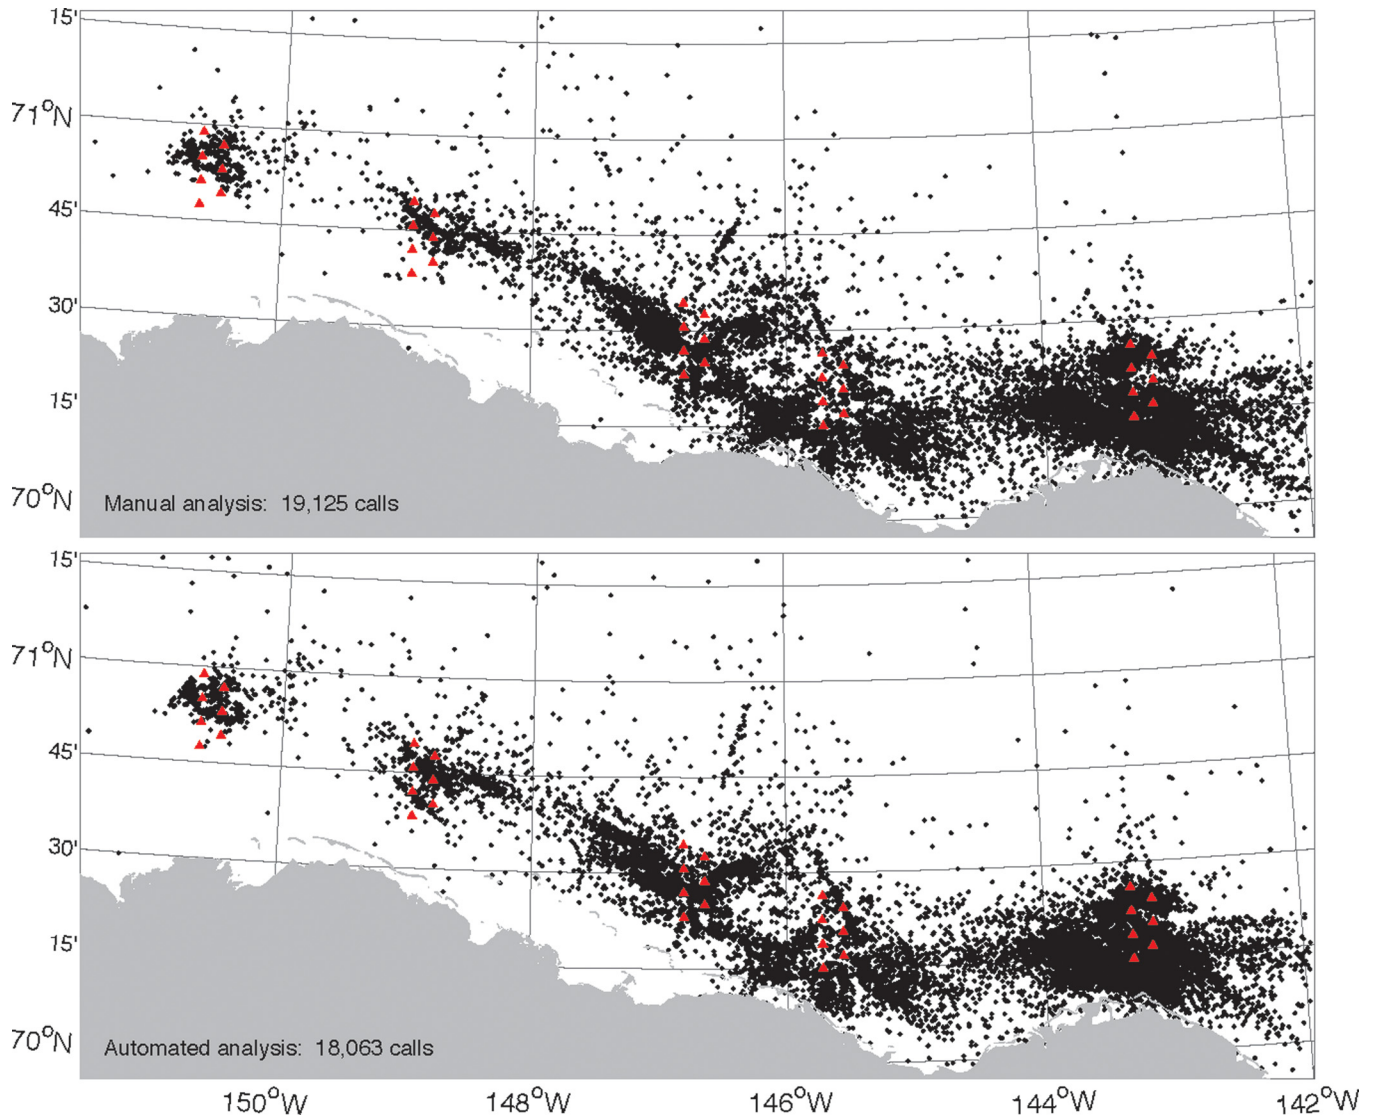 15'
71°N
45'
30'
15'
70°N
Manual analysis: 19,125 calls
15'
71°N
45'
30'
15'
70°N
Automated analysis: 18,063 calls
150°W 148°W 146°W 144°W 142°W